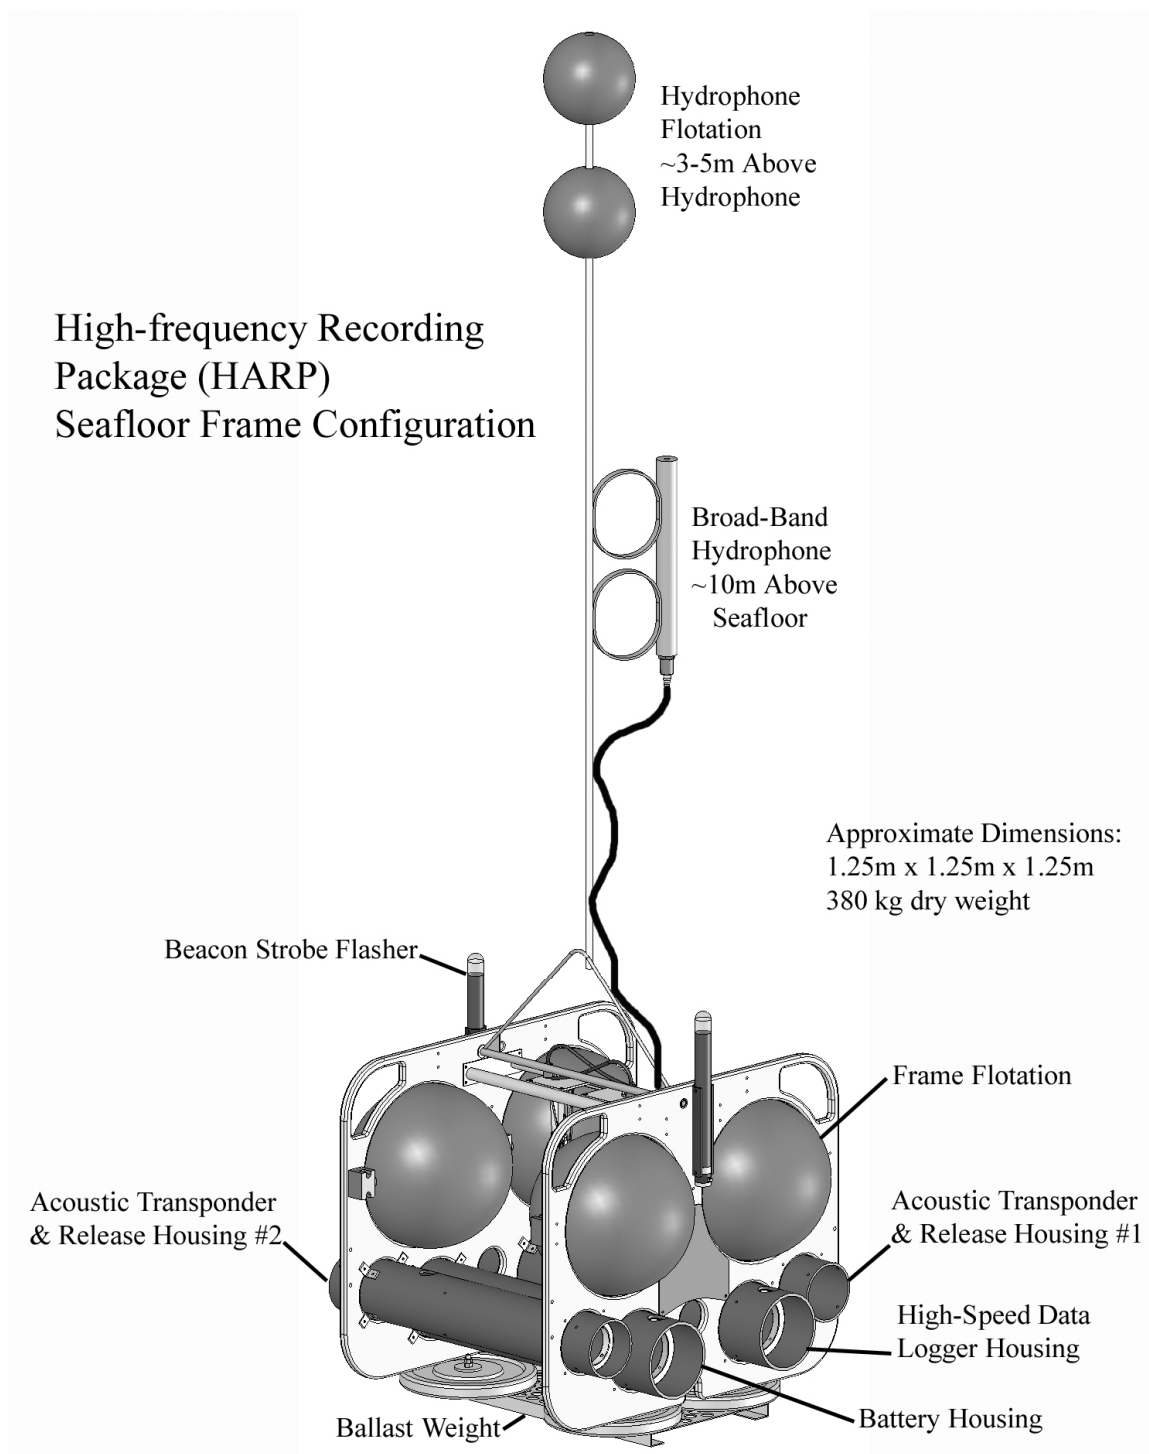 Hydrophone
Flotation
~3-5m Above
Hydrophone
High-frequency Recording
Package (HARP)
Seafloor Frame Configuration
Broad-Band
Hydrophone
~10m Above
Seafloor
Approximate Dimensions:
1.25m x 1.25m x 1.25m
380 kg dry weight
Beacon Strobe Flasher
Frame Flotation
Acoustic Transponder
& Release Housing #2
Acoustic Transponder
& Release Housing #1
High-Speed Data
Logger Housing
Ballast Weight
Battery Housing